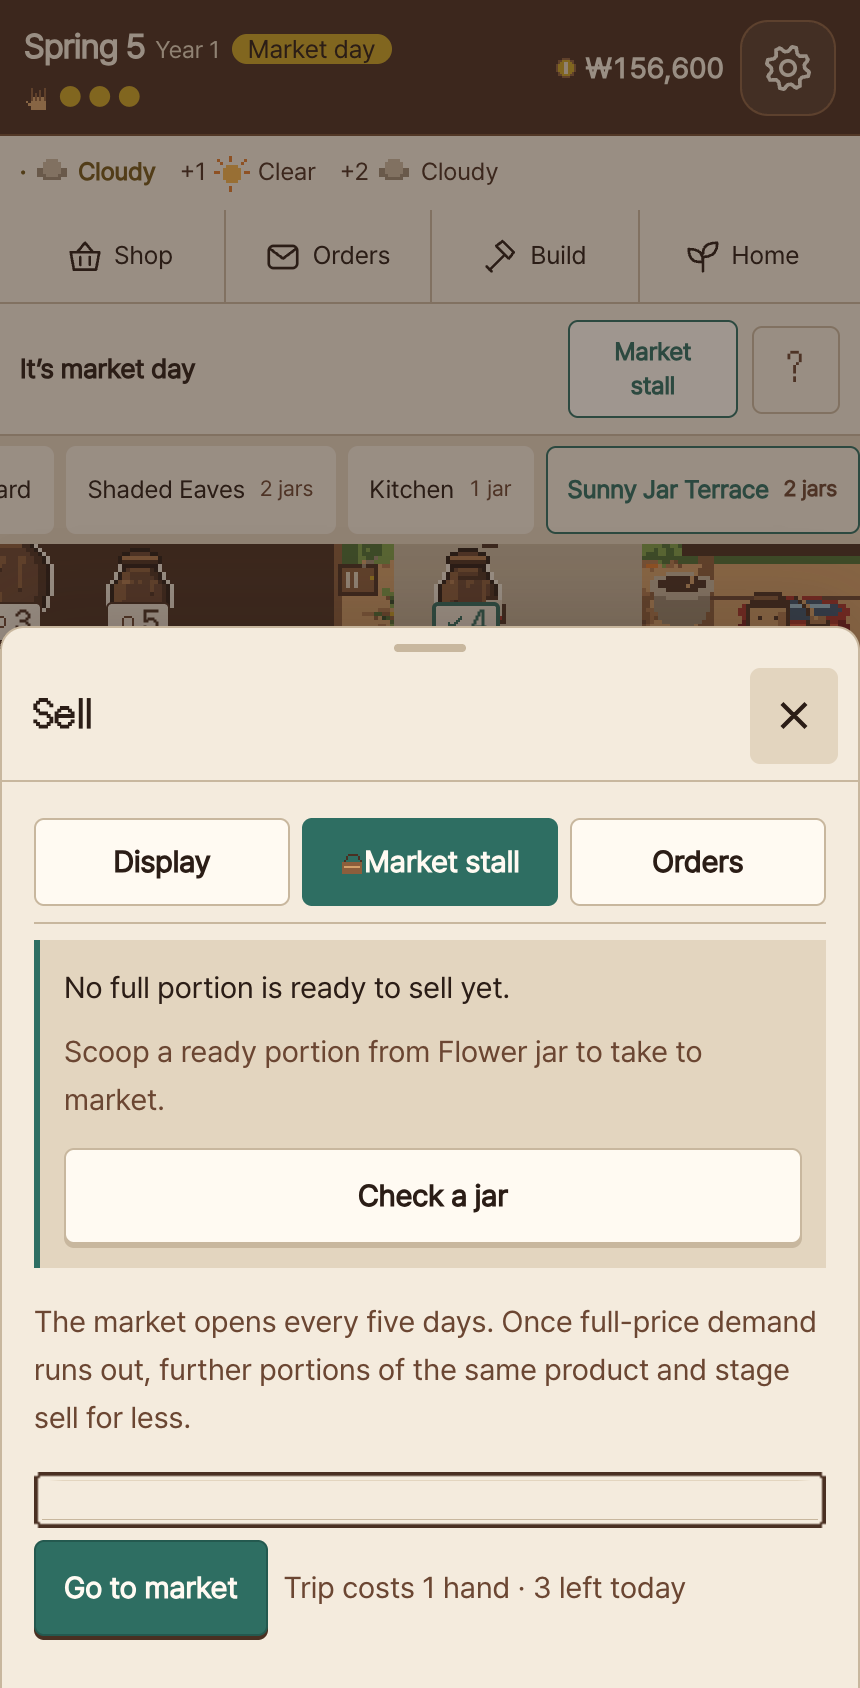 Spring 5 Year 1 Market day
₩156,600
Cloudy +1 Clear +2 Cloudy
Shop Orders Build Home
It's market day
Market
stall
?
ard Shaded Eaves 2 jars Kitchen 1 jar Sunny Jar Terrace 2 jars
3 5 4
Sell
Display Market stall Orders
No full portion is ready to sell yet.
Scoop a ready portion from Flower jar to take to
market.
Check a jar
The market opens every five days. Once full-price demand
runs out, further portions of the same product and stage
sell for less.
Go to market Trip costs 1 hand · 3 left today